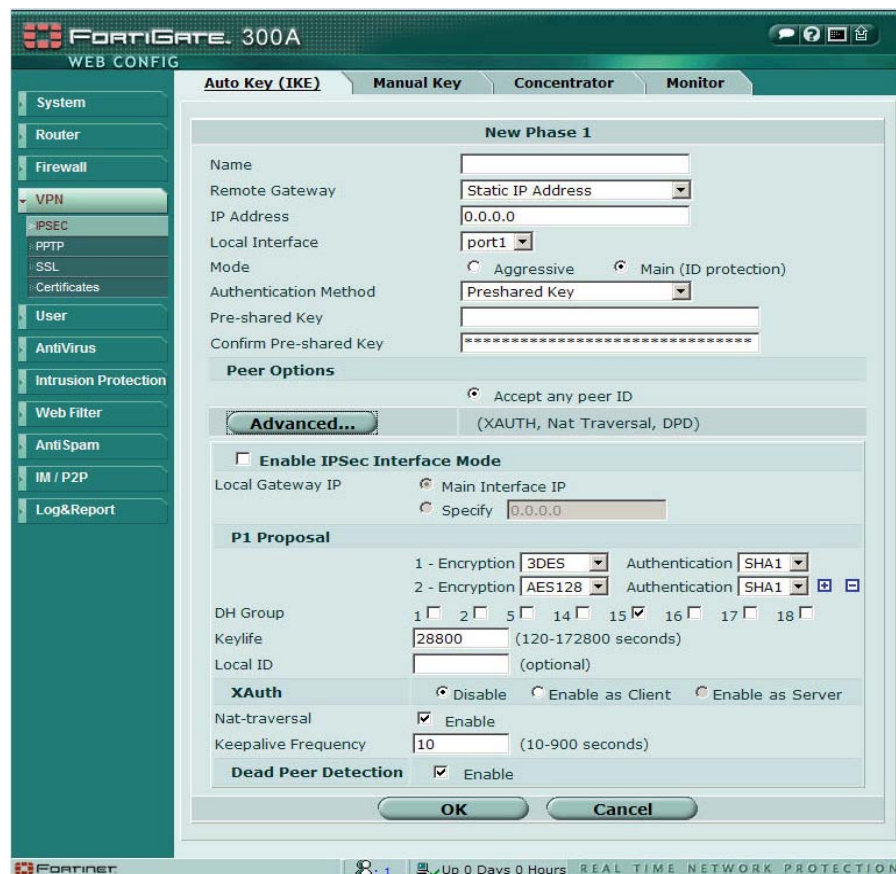 FORTIGATE. 300A
WEB CONFIG
Auto Key (IKE) Manual Key Concentrator Monitor
System
Router
Firewall
VPN
IPSEC
PPTP
SSL
Certificates
User
AntiVirus
Intrusion Protection
Web Filter
AntiSpam
IM / P2P
Log&Report
New Phase 1
Name
Remote Gateway Static IP Address
IP Address 0.0.0.0
Local Interface port1
Mode Aggressive Main (ID protection)
Authentication Method Preshared Key
Pre-shared Key
Confirm Pre-shared Key ******************************
Peer Options
Accept any peer ID
Advanced... (XAUTH, Nat Traversal, DPD)
Enable IPSec Interface Mode
Local Gateway IP Main Interface IP
Specify 0.0.0.0
P1 Proposal
1 - Encryption 3DES Authentication SHA1
2 - Encryption AES128 Authentication SHA1
DH Group 1 2 5 14 15 16 17 18
Keylife 28800 (120-172800 seconds)
Local ID (optional)
XAuth Disable Enable as Client Enable as Server
Nat-traversal Enable
Keepalive Frequency 10 (10-900 seconds)
Dead Peer Detection Enable
OK Cancel
FORTINET 1 Up 0 Days 0 Hours REAL TIME NETWORK PROTECTION